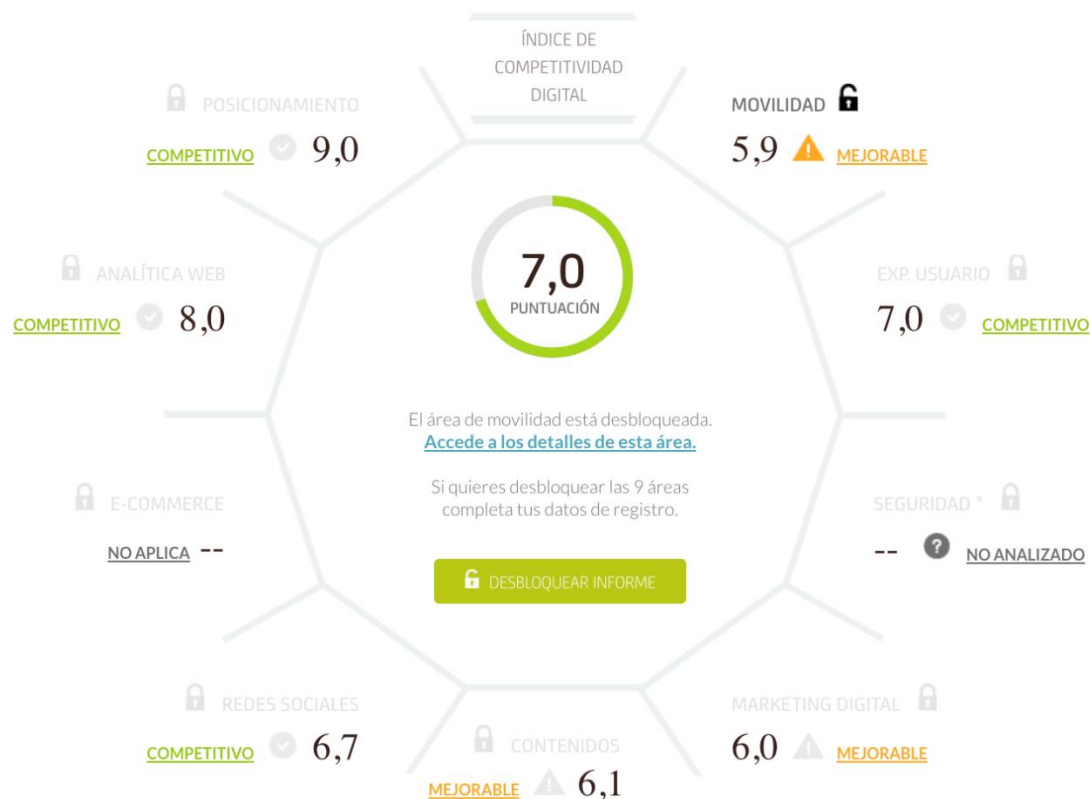 ÍNDICE DE
COMPETITIVIDAD
DIGITAL
POSICIONAMIENTO
COMPETITIVO 9,0
MOVILIDAD
5,9 MEJORABLE
ANALÍTICA WEB
COMPETITIVO 8,0
7,0
PUNTUACIÓN
EXP. USUARIO
7,0 COMPETITIVO
El área de movilidad está desbloqueada.
Accede a los detalles de esta área.
Si quieres desbloquear las 9 áreas
completa tus datos de registro.
E-COMMERCE
NO APLICA --
SEGURIDAD *
-- ? NO ANALIZADO
DESBLOQUEAR INFORME
REDES SOCIALES
COMPETITIVO 6,7
CONTENIDOS
MEJORABLE 6,1
MARKETING DIGITAL
6,0 MEJORABLE